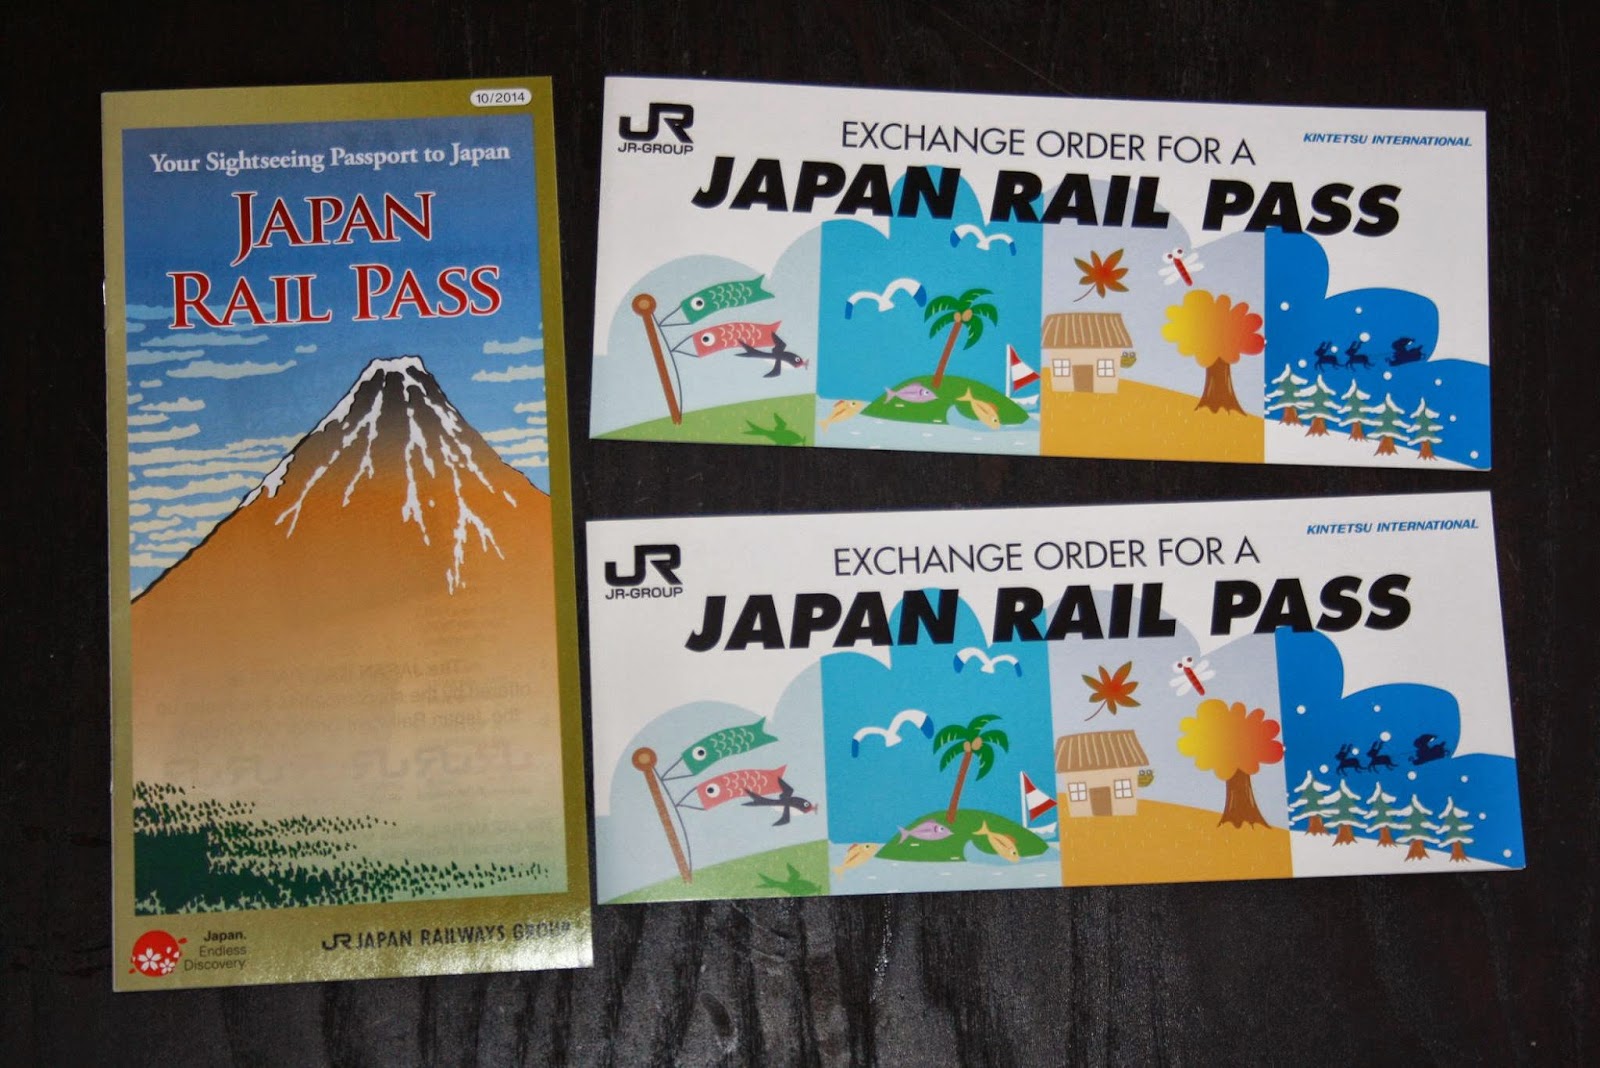 10/2014
Your Sightseeing Passport to Japan
JAPAN
RAIL PASS
Japan.
Endless
Discovery.
JR JAPAN RAILWAYS GROUP
JR
JR-GROUP
EXCHANGE ORDER FOR A
KINTETSU INTERNATIONAL
JAPAN RAIL PASS
JR
JR-GROUP
EXCHANGE ORDER FOR A
KINTETSU INTERNATIONAL
JAPAN RAIL PASS